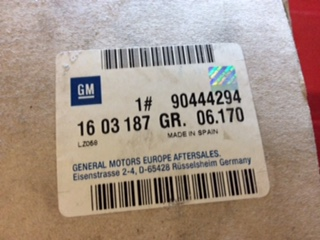 GM
1# 90444294
16 03 187 GR. 06.170
LZ068 MADE IN SPAIN
GENERAL MOTORS EUROPE AFTERSALES.
Eisenstrasse 2-4, D-65428 Rüsselsheim Germany